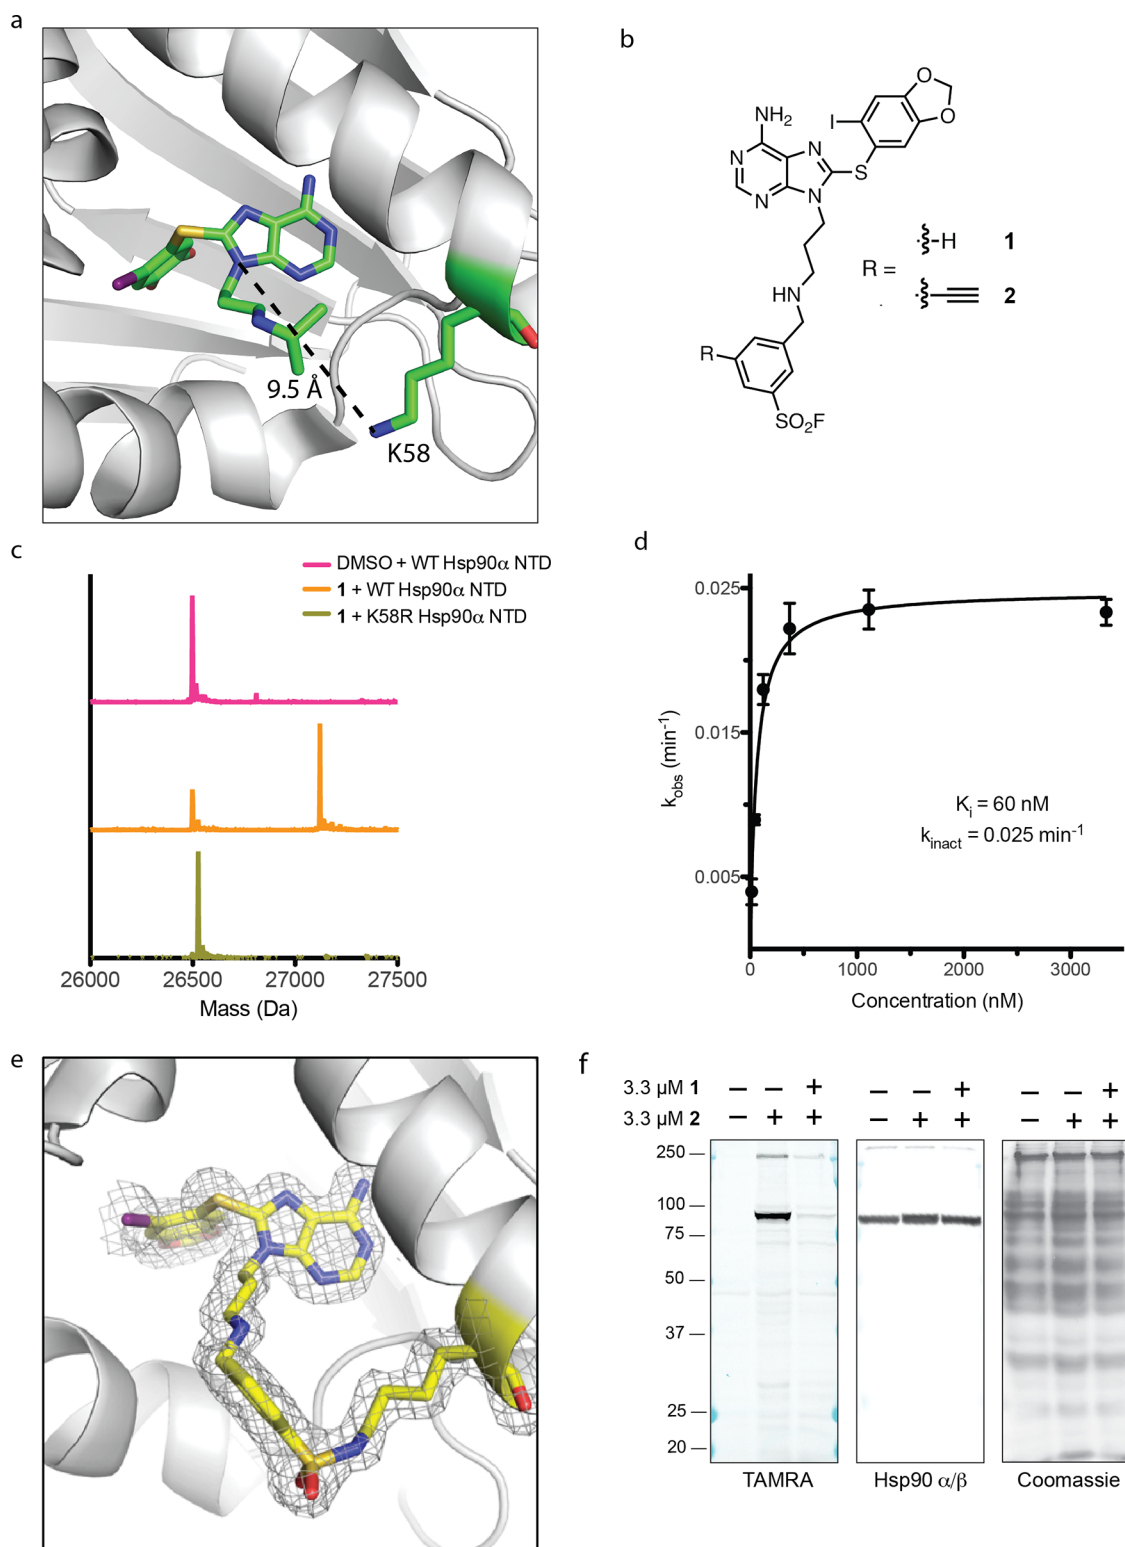 a
9.5 Å
K58
b
NH₂
N
N
N
N
S
I
O
O
HN
R
SO₂F
R =
H 1
2
c
DMSO + WT Hsp90α NTD
1 + WT Hsp90α NTD
1 + K58R Hsp90α NTD
26000 26500 27000 27500
Mass (Da)
d
0.025
0.015
0.005
k_obs (min⁻¹)
Kᵢ = 60 nM
k_inact = 0.025 min⁻¹
0 1000 2000 3000
Concentration (nM)
e
f
3.3 µM 1 – – + – – + – – +
3.3 µM 2 – + + – + + – + +
250
100
75
50
37
25
20
TAMRA Hsp90 α/β Coomassie